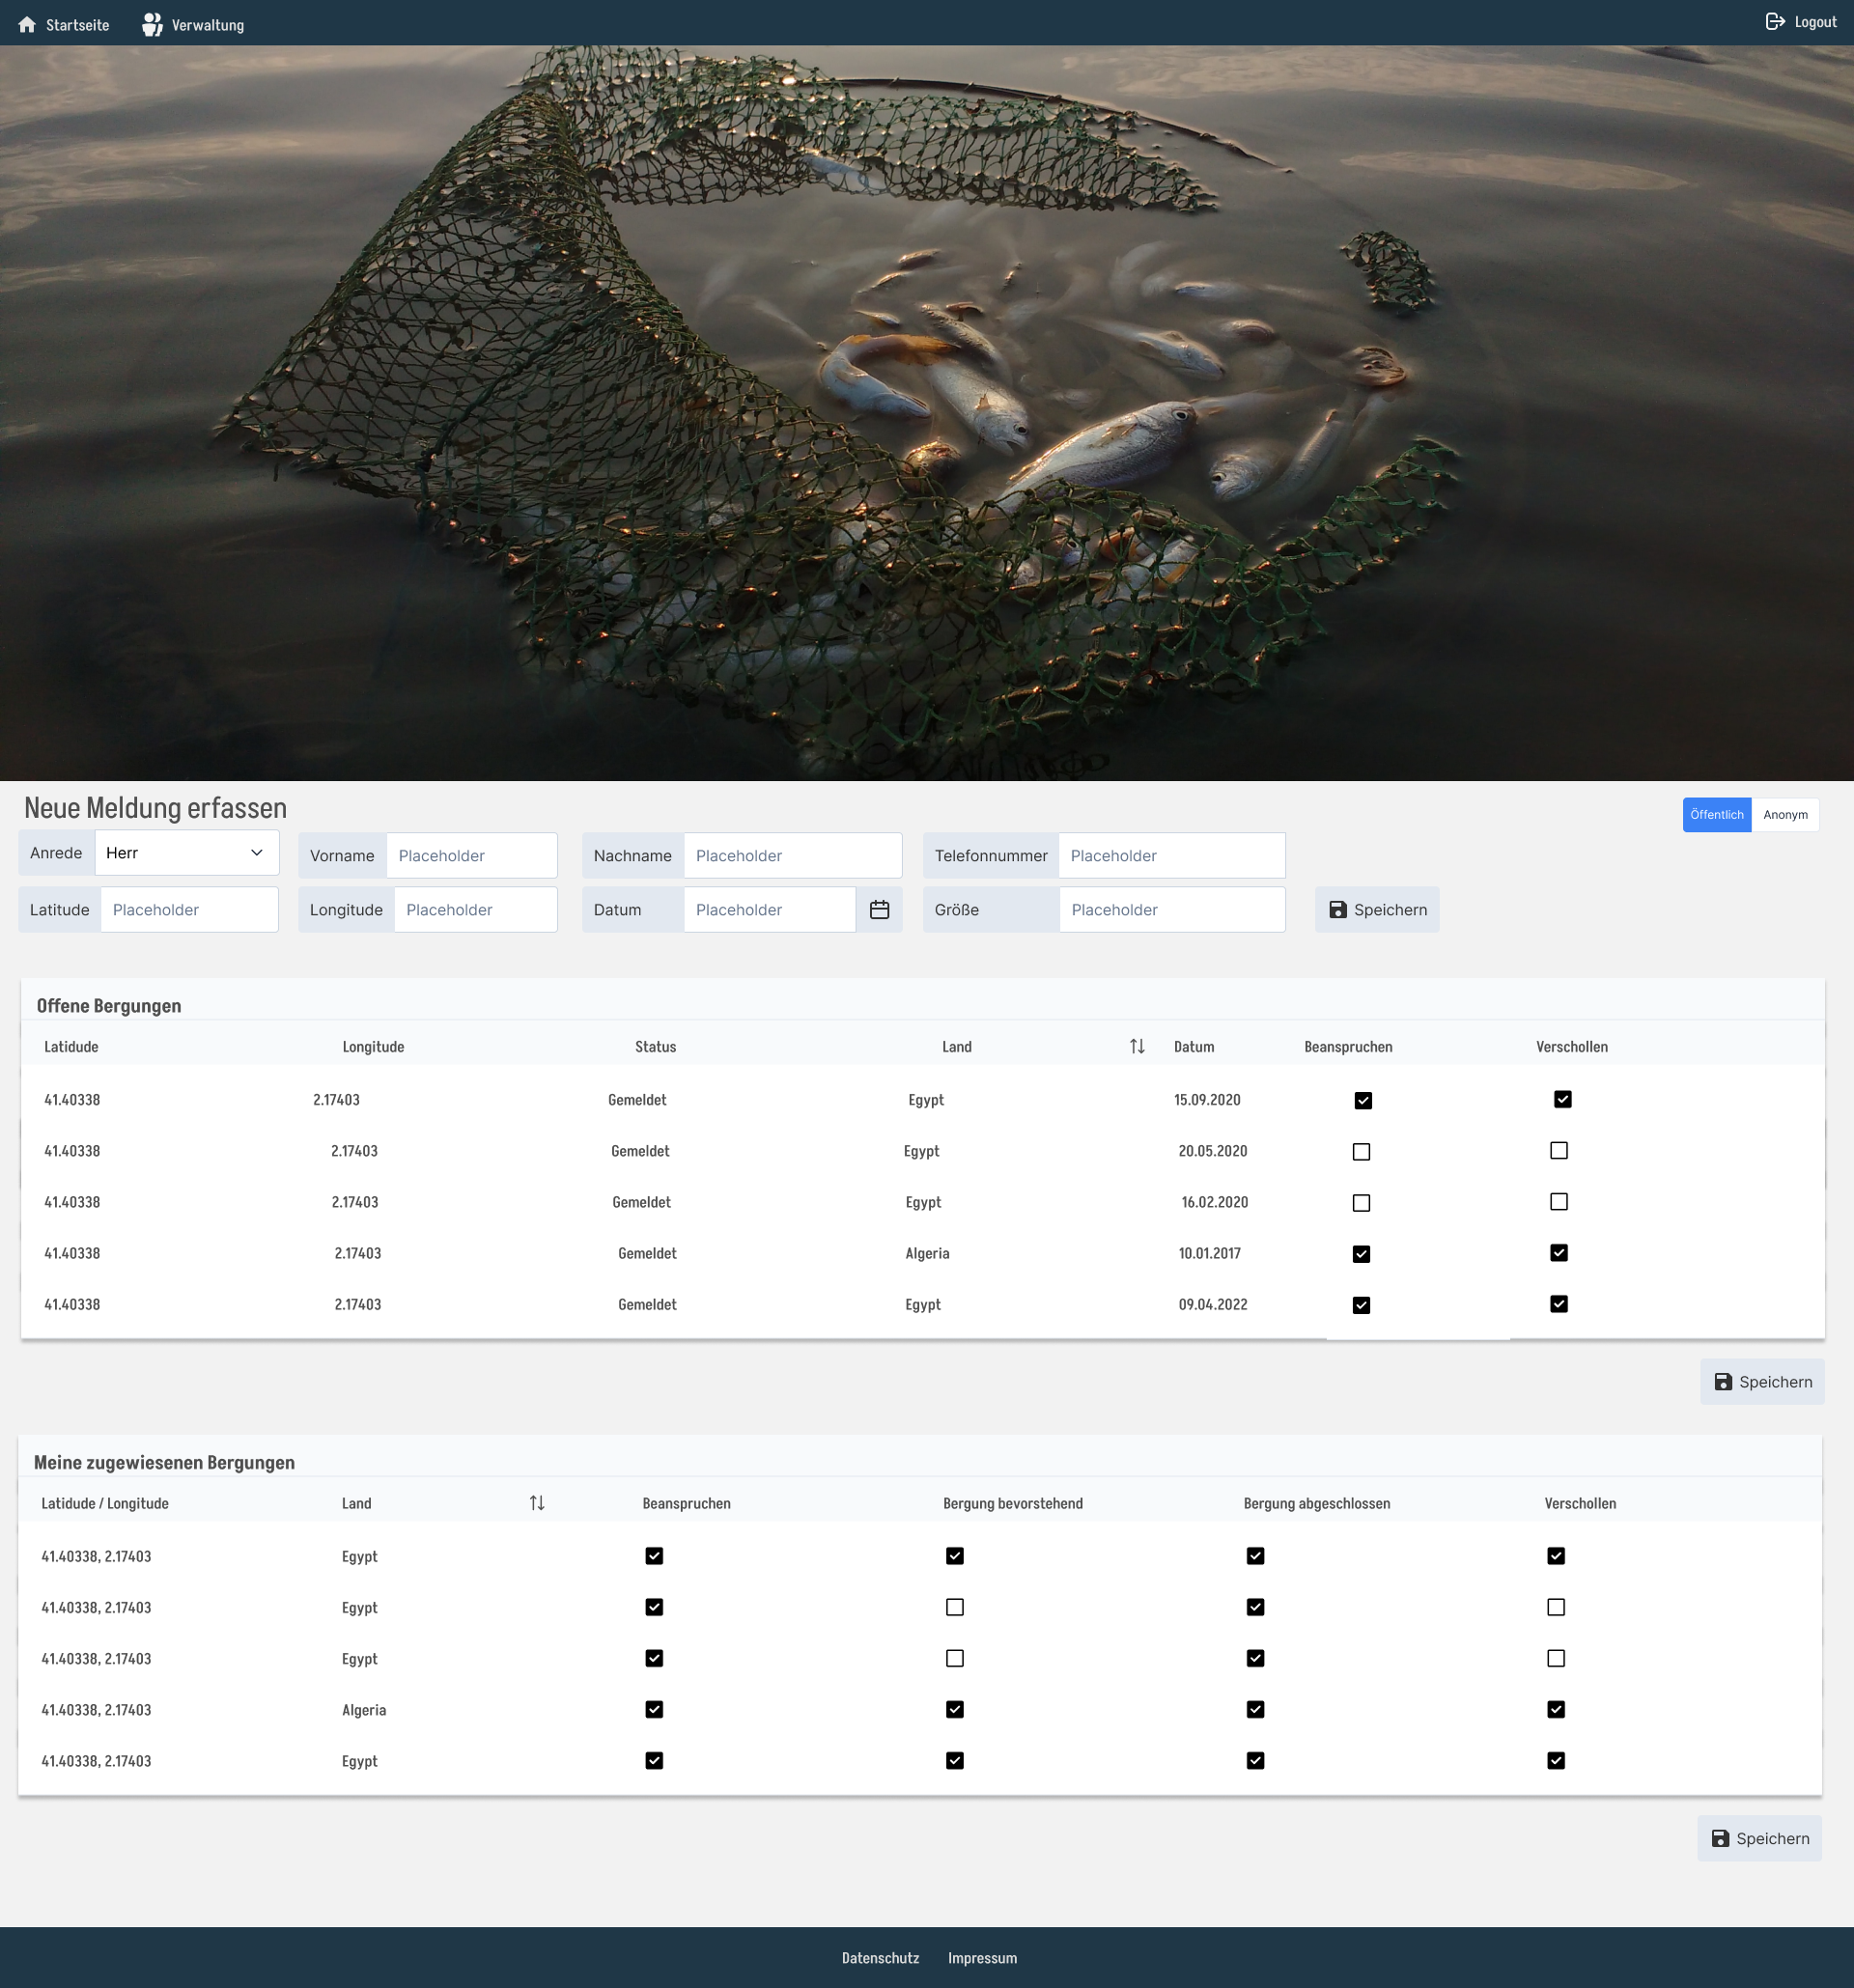 Startseite Verwaltung Logout
Neue Meldung erfassen Öffentlich Anonym
Anrede Herr Vorname Placeholder Nachname Placeholder Telefonnummer Placeholder
Latitude Placeholder Longitude Placeholder Datum Placeholder Größe Placeholder Speichern
Offene Bergungen
Latidude Longitude Status Land Datum Beanspruchen Verschollen
41.40338 2.17403 Gemeldet Egypt 15.09.2020
41.40338 2.17403 Gemeldet Egypt 20.05.2020
41.40338 2.17403 Gemeldet Egypt 16.02.2020
41.40338 2.17403 Gemeldet Algeria 10.01.2017
41.40338 2.17403 Gemeldet Egypt 09.04.2022
Speichern
Meine zugewiesenen Bergungen
Latidude / Longitude Land Beanspruchen Bergung bevorstehend Bergung abgeschlossen Verschollen
41.40338, 2.17403 Egypt
41.40338, 2.17403 Egypt
41.40338, 2.17403 Egypt
41.40338, 2.17403 Algeria
41.40338, 2.17403 Egypt
Speichern
Datenschutz Impressum